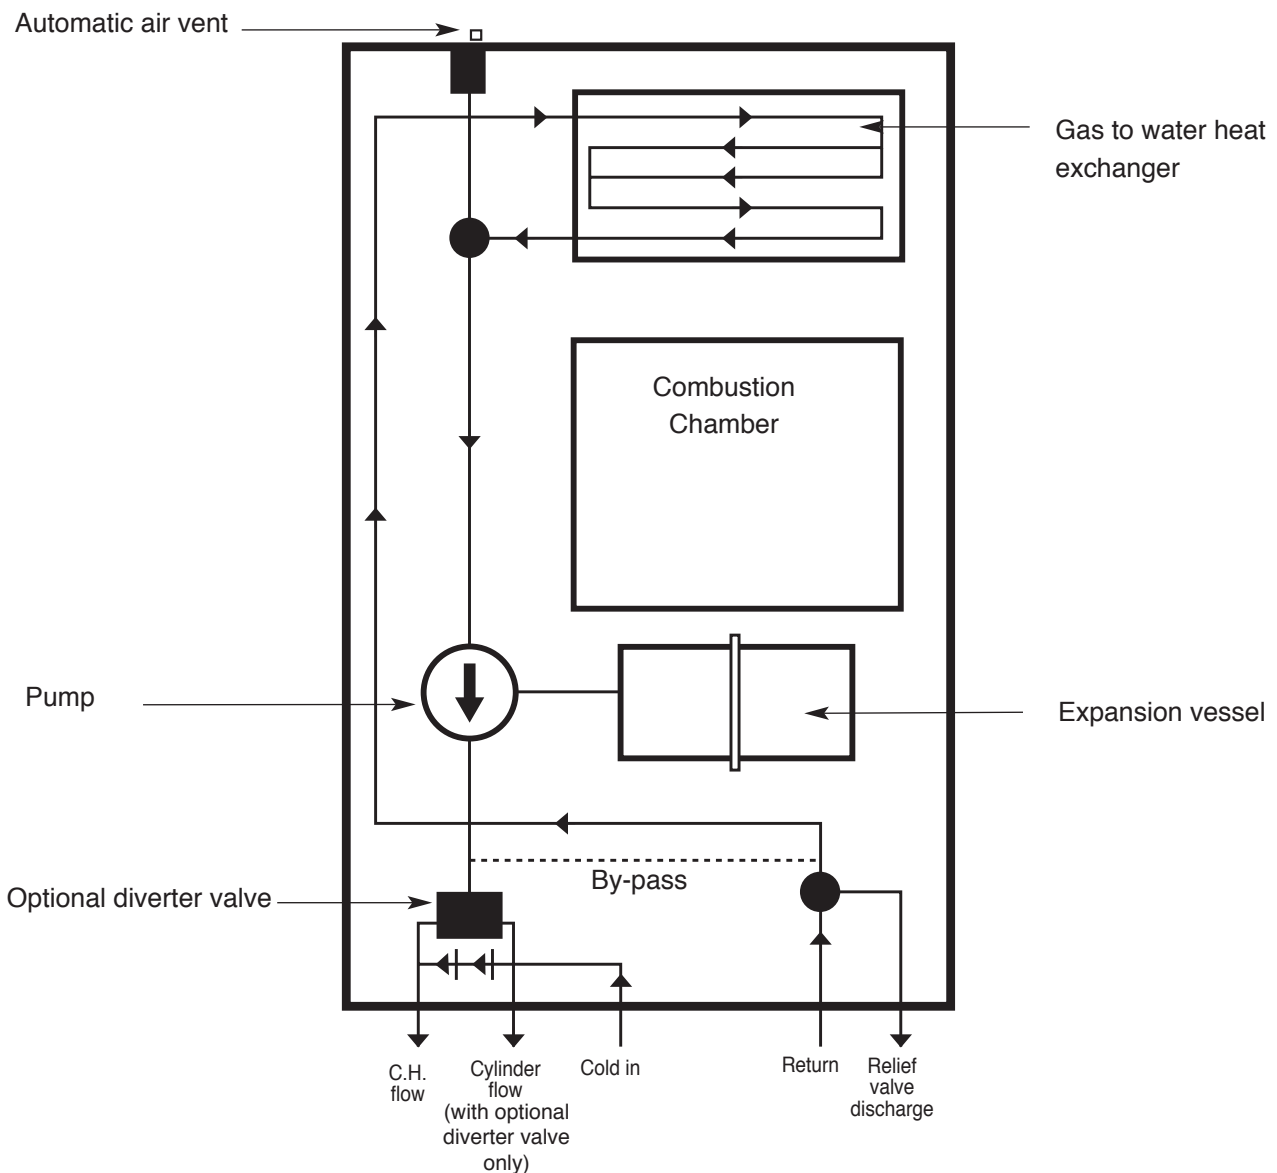 Automatic air vent
Gas to water heat
exchanger
Combustion
Chamber
Pump
Expansion vessel
By-pass
Optional diverter valve
C.H.
flow
Cylinder
flow
(with optional
diverter valve
only)
Cold in
Return
Relief
valve
discharge